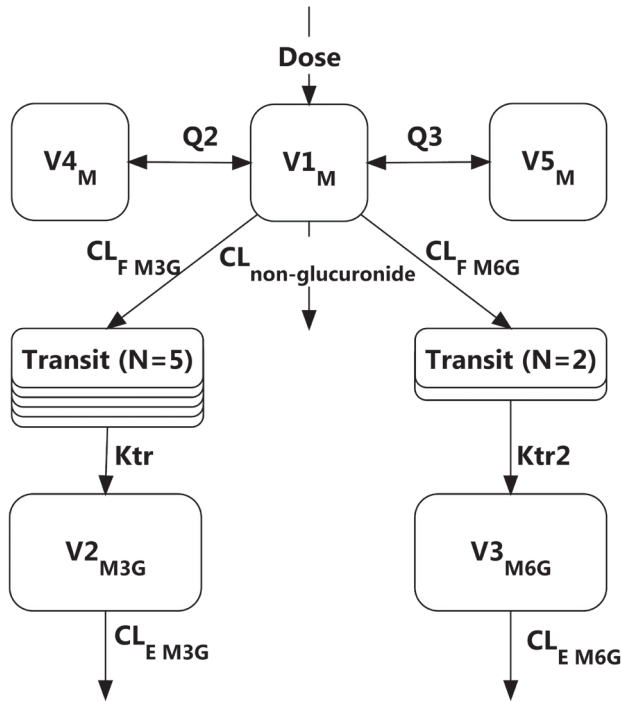 Dose
V4M
Q2
V1M
Q3
V5M
CLF M3G
CLnon-glucuronide
CLF M6G
Transit (N=5)
Transit (N=2)
Ktr
Ktr2
V2M3G
V3M6G
CLE M3G
CLE M6G